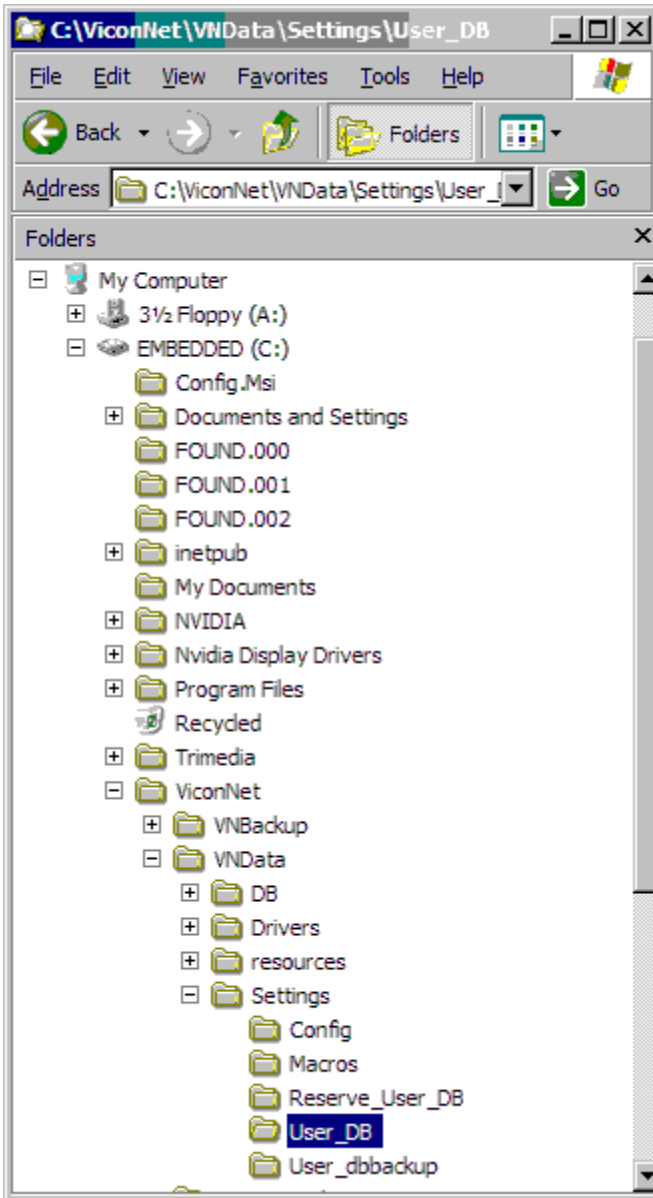 C:\ViconNet\VNData\Settings\User_DB
File Edit View Favorites Tools Help
Back Folders
Address C:\ViconNet\VNData\Settings\User_ Go
Folders
My Computer
3½ Floppy (A:)
EMBEDDED (C:)
Config.Msi
Documents and Settings
FOUND.000
FOUND.001
FOUND.002
inetpub
My Documents
NVIDIA
Nvidia Display Drivers
Program Files
Recycled
Trimedia
ViconNet
VNBackup
VNData
DB
Drivers
resources
Settings
Config
Macros
Reserve_User_DB
User_DB
User_dbbackup